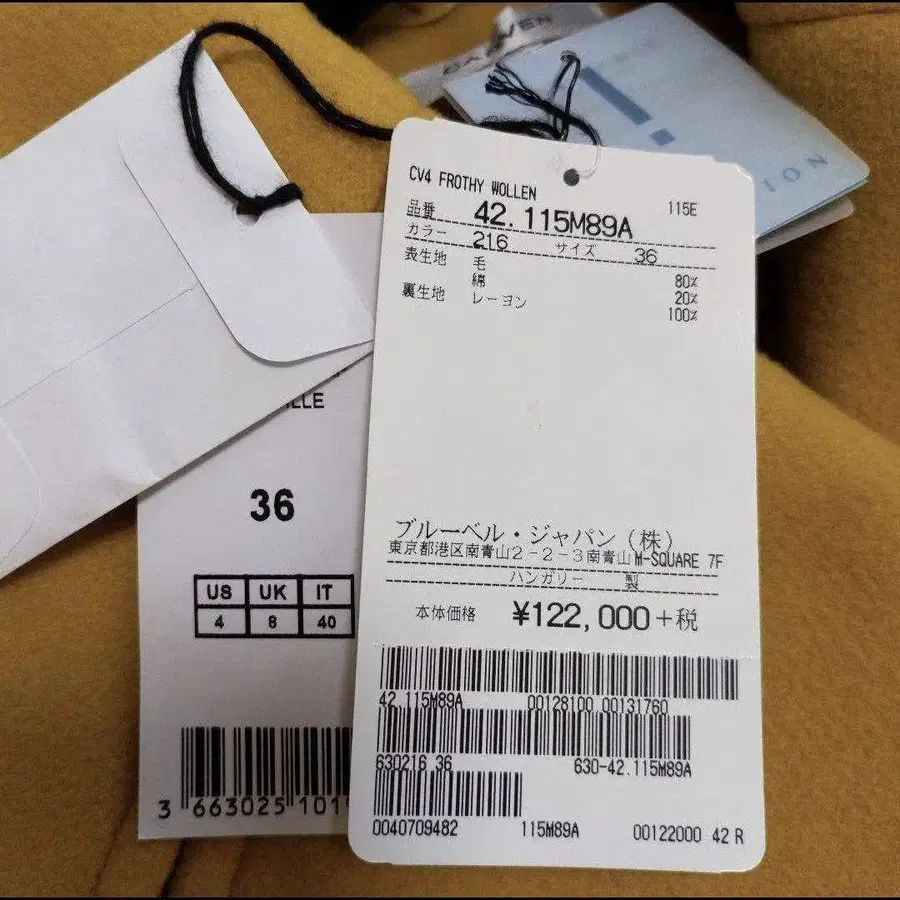 CV4 FROTHY WOLLEN
115E
品番 42.115M89A
カラー 216 サイズ 36
表生地 毛 80%
綿 20%
裏生地 レーヨン 100%
ブルーベル・ジャパン(株)
東京都港区南青山2-2-3南青山M-SQUARE 7F
ハンガリー 製
本体価格 ¥122,000+税
42.115M89A 00128100 00131760
630216 36 630-42.115M89A
0040709482 115M89A 00122000 42 R
36
US UK IT
4 8 40
3 663025 101